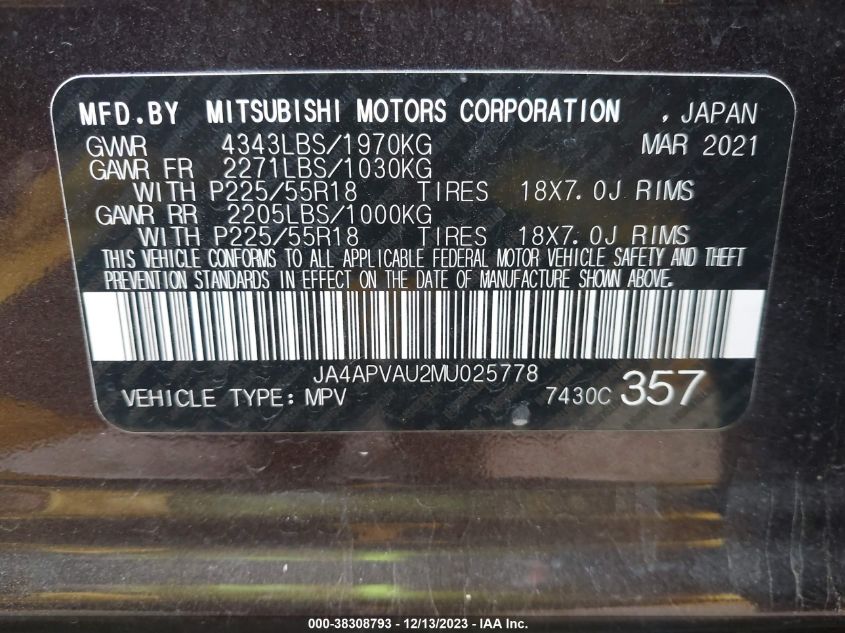 MFD.BY MITSUBISHI MOTORS CORPORATION , JAPAN
GVWR 4343LBS/1970KG MAR 2021
GAWR FR 2271LBS/1030KG
WITH P225/55R18 TIRES 18X7.0J RIMS
GAWR RR 2205LBS/1000KG
WITH P225/55R18 TIRES 18X7.0J RIMS
THIS VEHICLE CONFORMS TO ALL APPLICABLE FEDERAL MOTOR VEHICLE SAFETY AND THEFT
PREVENTION STANDARDS IN EFFECT ON THE DATE OF MANUFACTURE SHOWN ABOVE.
JA4APVAU2MU025778
VEHICLE TYPE: MPV 7430C 357
000-38308793 - 12/13/2023 - IAA Inc.